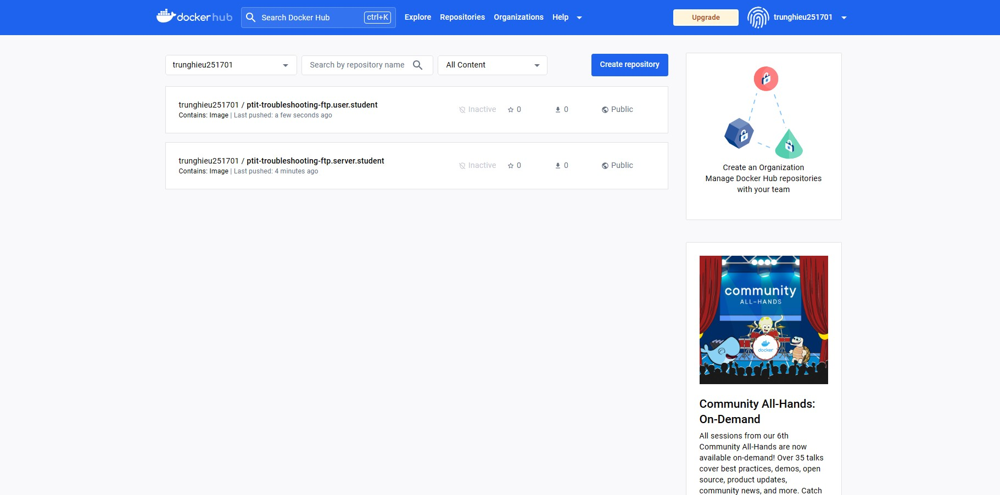 docker hub
Search Docker Hub
ctrl+K
Explore
Repositories
Organizations
Help
Upgrade
trunghieu251701
trunghieu251701
Search by repository name
All Content
Create repository
trunghieu251701 / ptit-troubleshooting-ftp.user.student
Contains: Image | Last pushed: a few seconds ago
Inactive
0
0
Public
trunghieu251701 / ptit-troubleshooting-ftp.server.student
Contains: Image | Last pushed: 4 minutes ago
Inactive
0
0
Public
Create an Organization
Manage Docker Hub repositories
with your team
community
ALL-HANDS
docker
Community All-Hands:
On-Demand
All sessions from our 6th
Community All-Hands are now
available on-demand! Over 35 talks
cover best practices, demos, open
source, product updates,
community news, and more. Catch